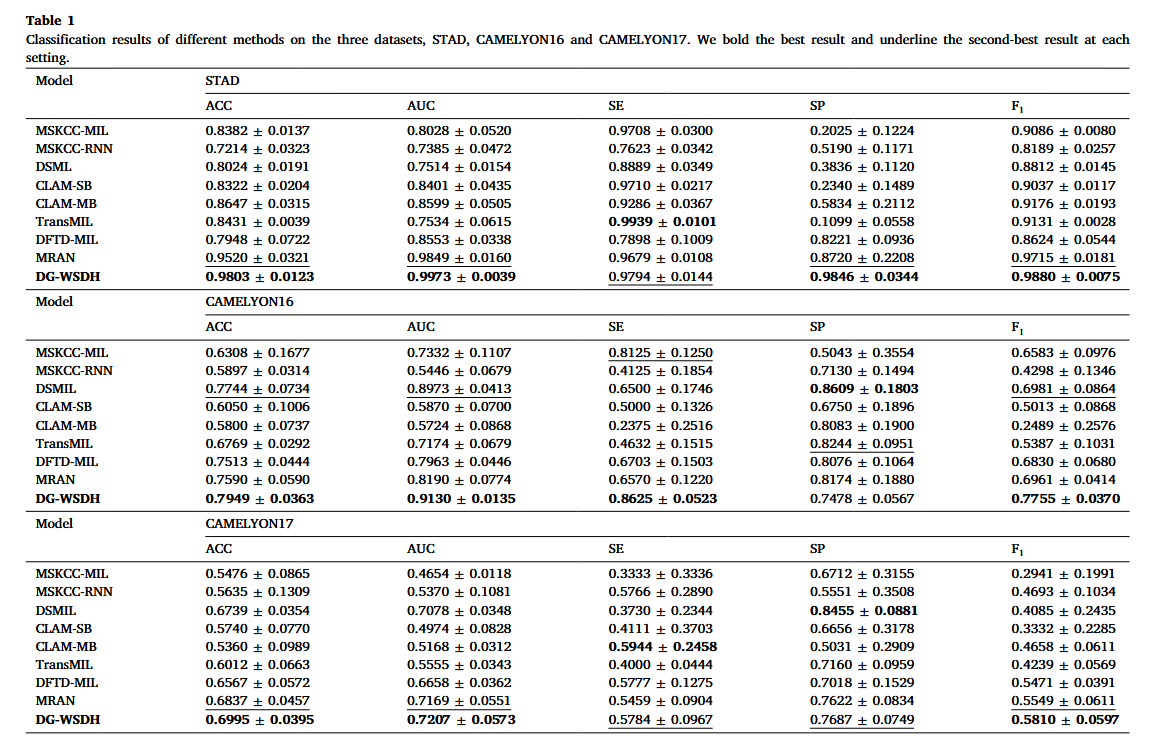 Table 1
Classification results of different methods on the three datasets, STAD, CAMELYON16 and CAMELYON17. We bold the best result and underline the second-best result at each
setting.
Model STAD
ACC AUC SE SP F1
MSKCC-MIL 0.8382 ± 0.0137 0.8028 ± 0.0520 0.9708 ± 0.0300 0.2025 ± 0.1224 0.9086 ± 0.0080
MSKCC-RNN 0.7214 ± 0.0323 0.7385 ± 0.0472 0.7623 ± 0.0342 0.5190 ± 0.1171 0.8189 ± 0.0257
DSML 0.8024 ± 0.0191 0.7514 ± 0.0154 0.8889 ± 0.0349 0.3836 ± 0.1120 0.8812 ± 0.0145
CLAM-SB 0.8322 ± 0.0204 0.8401 ± 0.0435 0.9710 ± 0.0217 0.2340 ± 0.1489 0.9037 ± 0.0117
CLAM-MB 0.8647 ± 0.0315 0.8599 ± 0.0505 0.9286 ± 0.0367 0.5834 ± 0.2112 0.9176 ± 0.0193
TransMIL 0.8431 ± 0.0039 0.7534 ± 0.0615 0.9939 ± 0.0101 0.1099 ± 0.0558 0.9131 ± 0.0028
DFTD-MIL 0.7948 ± 0.0722 0.8553 ± 0.0338 0.7898 ± 0.1009 0.8221 ± 0.0936 0.8624 ± 0.0544
MRAN 0.9520 ± 0.0321 0.9849 ± 0.0160 0.9679 ± 0.0108 0.8720 ± 0.2208 0.9715 ± 0.0181
DG-WSDH 0.9803 ± 0.0123 0.9973 ± 0.0039 0.9794 ± 0.0144 0.9846 ± 0.0344 0.9880 ± 0.0075
Model CAMELYON16
ACC AUC SE SP F1
MSKCC-MIL 0.6308 ± 0.1677 0.7332 ± 0.1107 0.8125 ± 0.1250 0.5043 ± 0.3554 0.6583 ± 0.0976
MSKCC-RNN 0.5897 ± 0.0314 0.5446 ± 0.0679 0.4125 ± 0.1854 0.7130 ± 0.1494 0.4298 ± 0.1346
DSMIL 0.7744 ± 0.0734 0.8973 ± 0.0413 0.6500 ± 0.1746 0.8609 ± 0.1803 0.6981 ± 0.0864
CLAM-SB 0.6050 ± 0.1006 0.5870 ± 0.0700 0.5000 ± 0.1326 0.6750 ± 0.1896 0.5013 ± 0.0868
CLAM-MB 0.5800 ± 0.0737 0.5724 ± 0.0868 0.2375 ± 0.2516 0.8083 ± 0.1900 0.2489 ± 0.2576
TransMIL 0.6769 ± 0.0292 0.7174 ± 0.0679 0.4632 ± 0.1515 0.8244 ± 0.0951 0.5387 ± 0.1031
DFTD-MIL 0.7513 ± 0.0444 0.7963 ± 0.0446 0.6703 ± 0.1503 0.8076 ± 0.1064 0.6830 ± 0.0680
MRAN 0.7590 ± 0.0590 0.8190 ± 0.0774 0.6570 ± 0.1220 0.8174 ± 0.1880 0.6961 ± 0.0414
DG-WSDH 0.7949 ± 0.0363 0.9130 ± 0.0135 0.8625 ± 0.0523 0.7478 ± 0.0567 0.7755 ± 0.0370
Model CAMELYON17
ACC AUC SE SP F1
MSKCC-MIL 0.5476 ± 0.0865 0.4654 ± 0.0118 0.3333 ± 0.3336 0.6712 ± 0.3155 0.2941 ± 0.1991
MSKCC-RNN 0.5635 ± 0.1309 0.5370 ± 0.1081 0.5766 ± 0.2890 0.5551 ± 0.3508 0.4693 ± 0.1034
DSMIL 0.6739 ± 0.0354 0.7078 ± 0.0348 0.3730 ± 0.2344 0.8455 ± 0.0881 0.4085 ± 0.2435
CLAM-SB 0.5740 ± 0.0770 0.4974 ± 0.0828 0.4111 ± 0.3703 0.6656 ± 0.3178 0.3332 ± 0.2285
CLAM-MB 0.5360 ± 0.0989 0.5168 ± 0.0312 0.5944 ± 0.2458 0.5031 ± 0.2909 0.4658 ± 0.0611
TransMIL 0.6012 ± 0.0663 0.5555 ± 0.0343 0.4000 ± 0.0444 0.7160 ± 0.0959 0.4239 ± 0.0569
DFTD-MIL 0.6567 ± 0.0572 0.6658 ± 0.0362 0.5777 ± 0.1275 0.7018 ± 0.1529 0.5471 ± 0.0391
MRAN 0.6837 ± 0.0457 0.7169 ± 0.0551 0.5459 ± 0.0904 0.7622 ± 0.0834 0.5549 ± 0.0611
DG-WSDH 0.6995 ± 0.0395 0.7207 ± 0.0573 0.5784 ± 0.0967 0.7687 ± 0.0749 0.5810 ± 0.0597